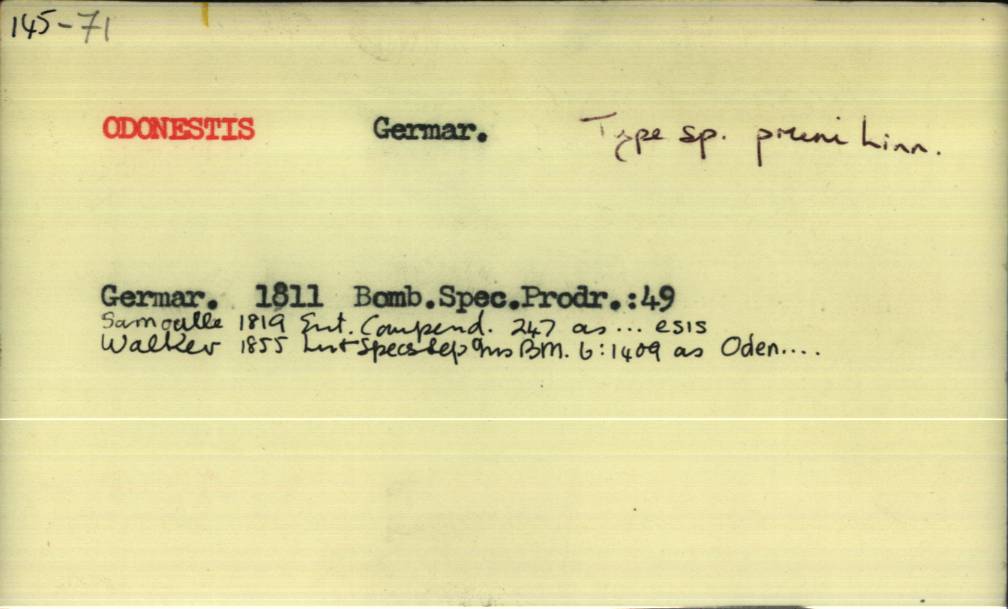 145-71
ODONESTIS Germar. Type sp. pruni Linn.
Germar. 1811 Bomb.Spec.Prodr.:49
Samouelle 1819 Ent. Compend. 247 as ... esis
Walker 1855 List Specs Lep Ins BM. 6:1409 as Oden....